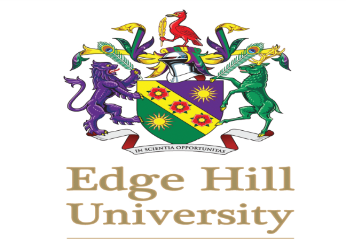 IN SCIENTIA OPPORTUNITAS
Edge Hill
University